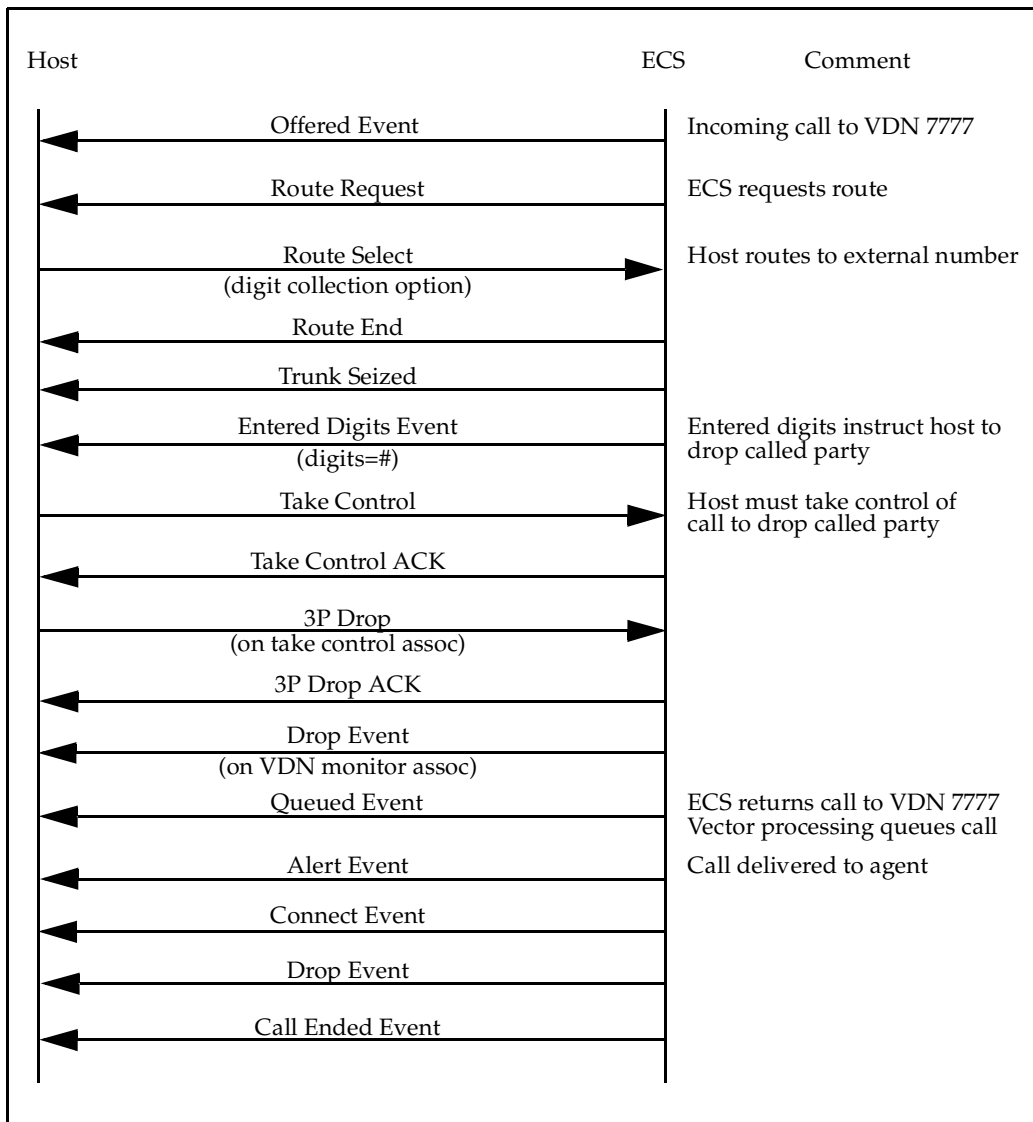 Host ECS Comment
Offered Event Incoming call to VDN 7777
Route Request ECS requests route
Route Select Host routes to external number
(digit collection option)
Route End
Trunk Seized
Entered Digits Event Entered digits instruct host to
(digits=#) drop called party
Take Control Host must take control of
call to drop called party
Take Control ACK
3P Drop
(on take control assoc)
3P Drop ACK
Drop Event
(on VDN monitor assoc)
Queued Event ECS returns call to VDN 7777
Vector processing queues call
Alert Event Call delivered to agent
Connect Event
Drop Event
Call Ended Event